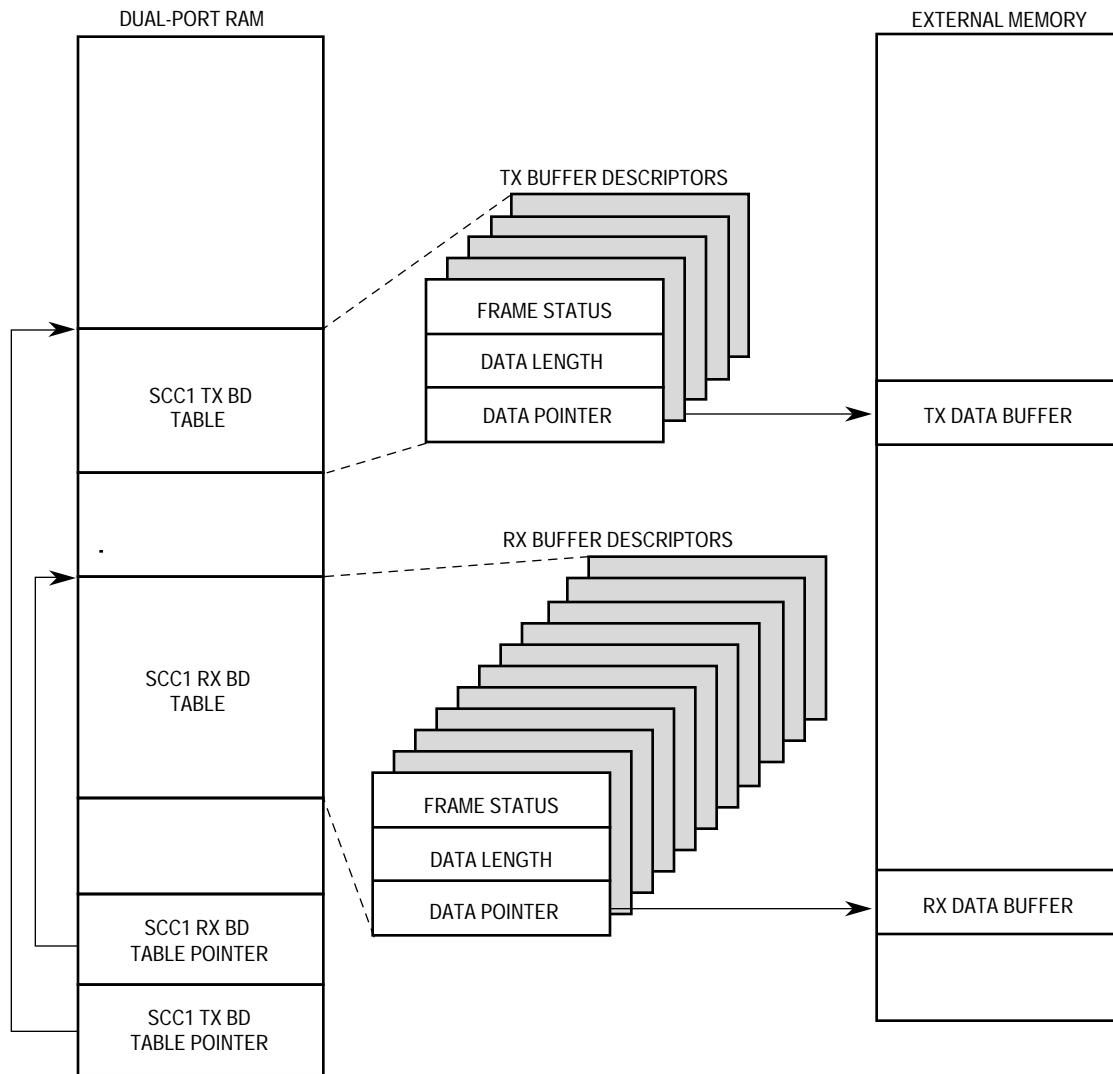 DUAL-PORT RAM
EXTERNAL MEMORY
TX BUFFER DESCRIPTORS
FRAME STATUS
DATA LENGTH
DATA POINTER
SCC1 TX BD
TABLE
TX DATA BUFFER
RX BUFFER DESCRIPTORS
SCC1 RX BD
TABLE
FRAME STATUS
DATA LENGTH
DATA POINTER
RX DATA BUFFER
SCC1 RX BD
TABLE POINTER
SCC1 TX BD
TABLE POINTER